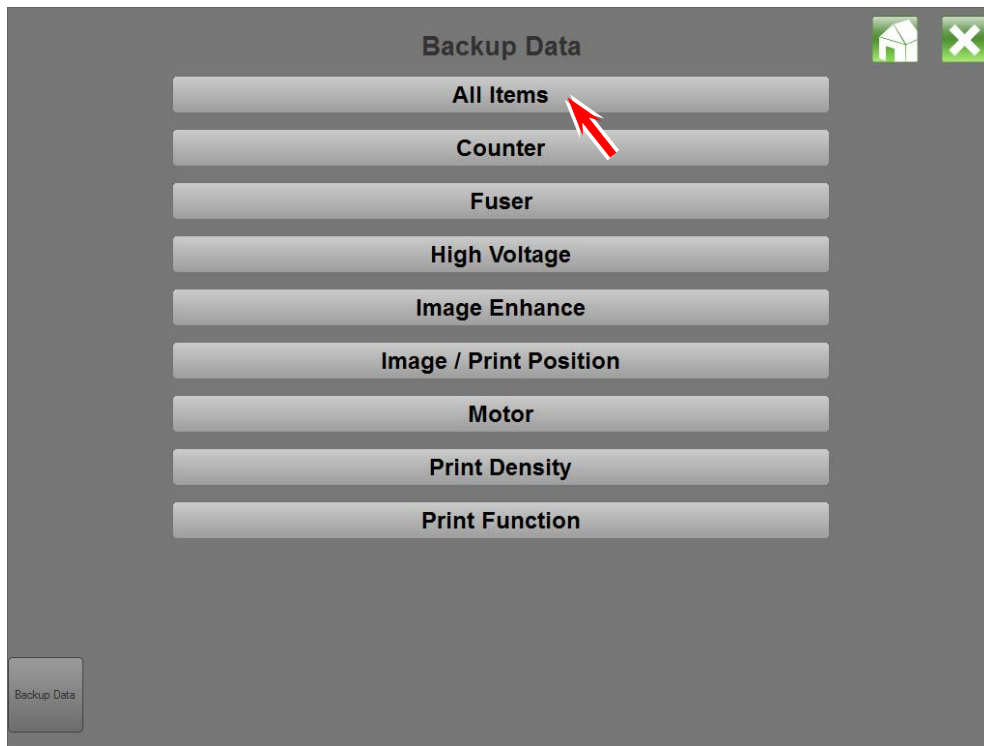 Backup Data
All Items
Counter
Fuser
High Voltage
Image Enhance
Image / Print Position
Motor
Print Density
Print Function
Backup Data